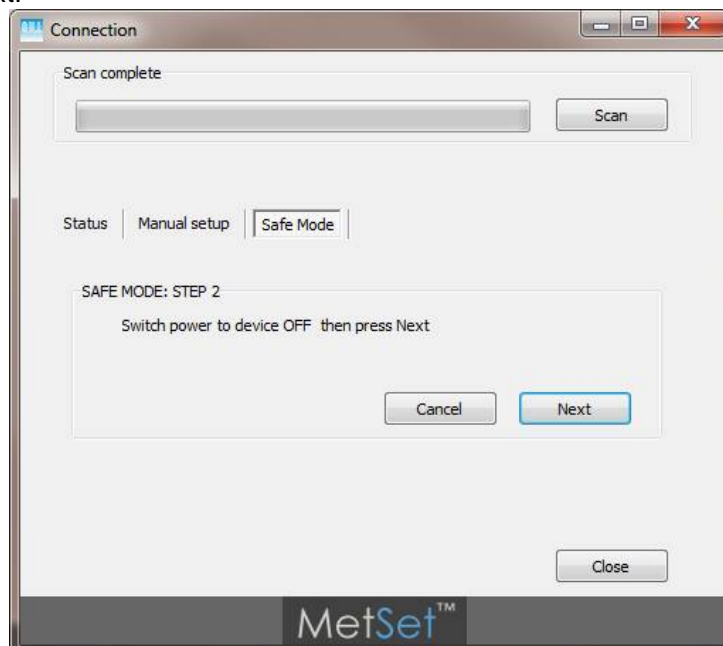 Connection
Scan complete
Scan
Status
Manual setup
Safe Mode
SAFE MODE: STEP 2
Switch power to device OFF then press Next
Cancel
Next
Close
MetSet™